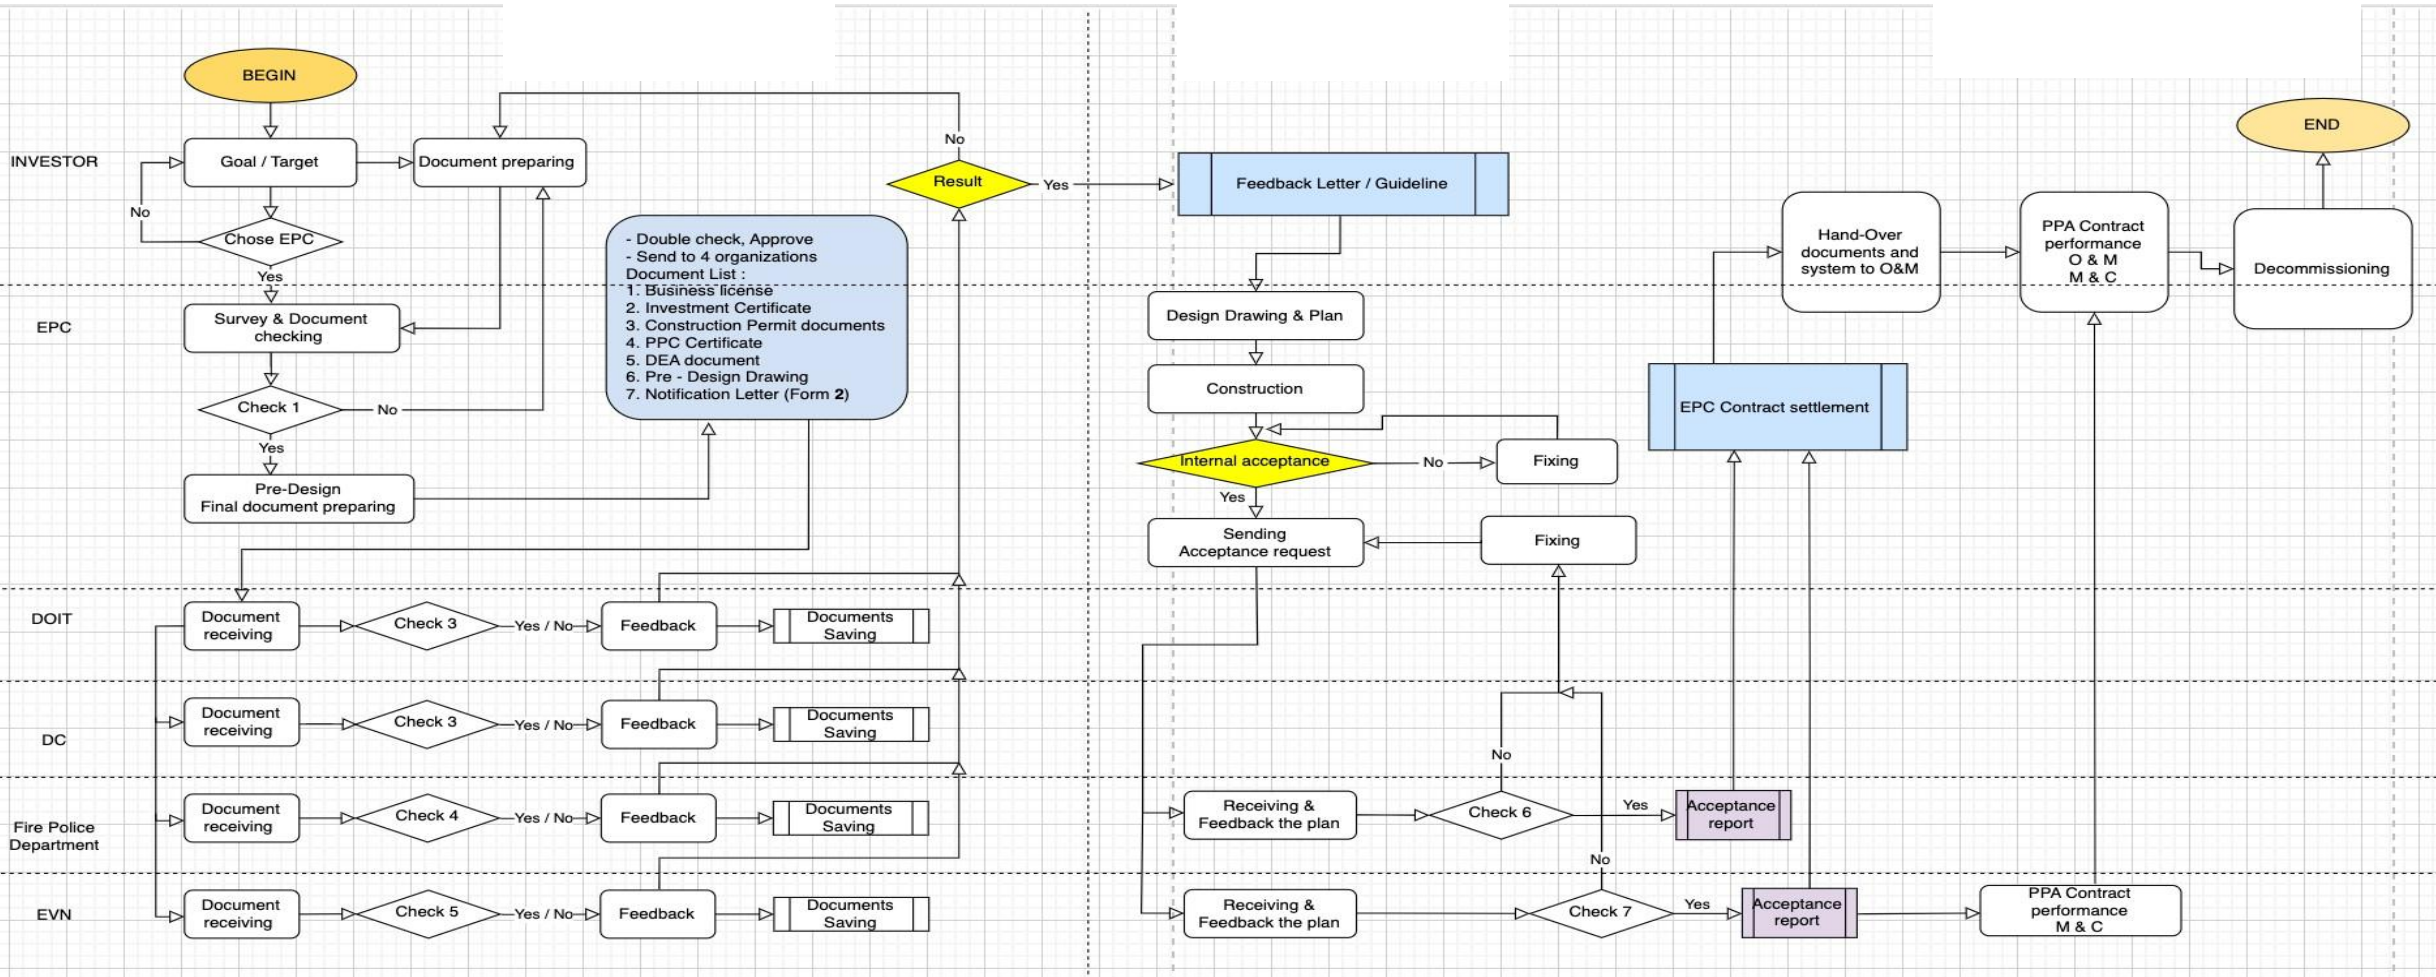 BEGIN
INVESTOR
Goal / Target
Document preparing
No
Chose EPC
Yes
EPC
Survey & Document
checking
Check 1
No
Yes
Pre-Design
Final document preparing
- Double check, Approve
- Send to 4 organizations
Document List :
1. Business license
2. Investment Certificate
3. Construction Permit documents
4. PPC Certificate
5. DEA document
6. Pre - Design Drawing
7. Notification Letter (Form 2)
No
Result
Yes
DOIT
Document
receiving
Check 3
Yes / No
Feedback
Documents
Saving
DC
Document
receiving
Check 3
Yes / No
Feedback
Documents
Saving
Fire Police
Department
Document
receiving
Check 4
Yes / No
Feedback
Documents
Saving
EVN
Document
receiving
Check 5
Yes / No
Feedback
Documents
Saving
Feedback Letter / Guideline
Design Drawing & Plan
Construction
Internal acceptance
No
Fixing
Yes
Sending
Acceptance request
Fixing
No
Receiving &
Feedback the plan
Check 6
Yes
Acceptance
report
No
Receiving &
Feedback the plan
Check 7
Yes
Acceptance
report
PPA Contract
performance
M & C
EPC Contract settlement
Hand-Over
documents and
system to O&M
PPA Contract
performance
O & M
M & C
Decommissioning
END